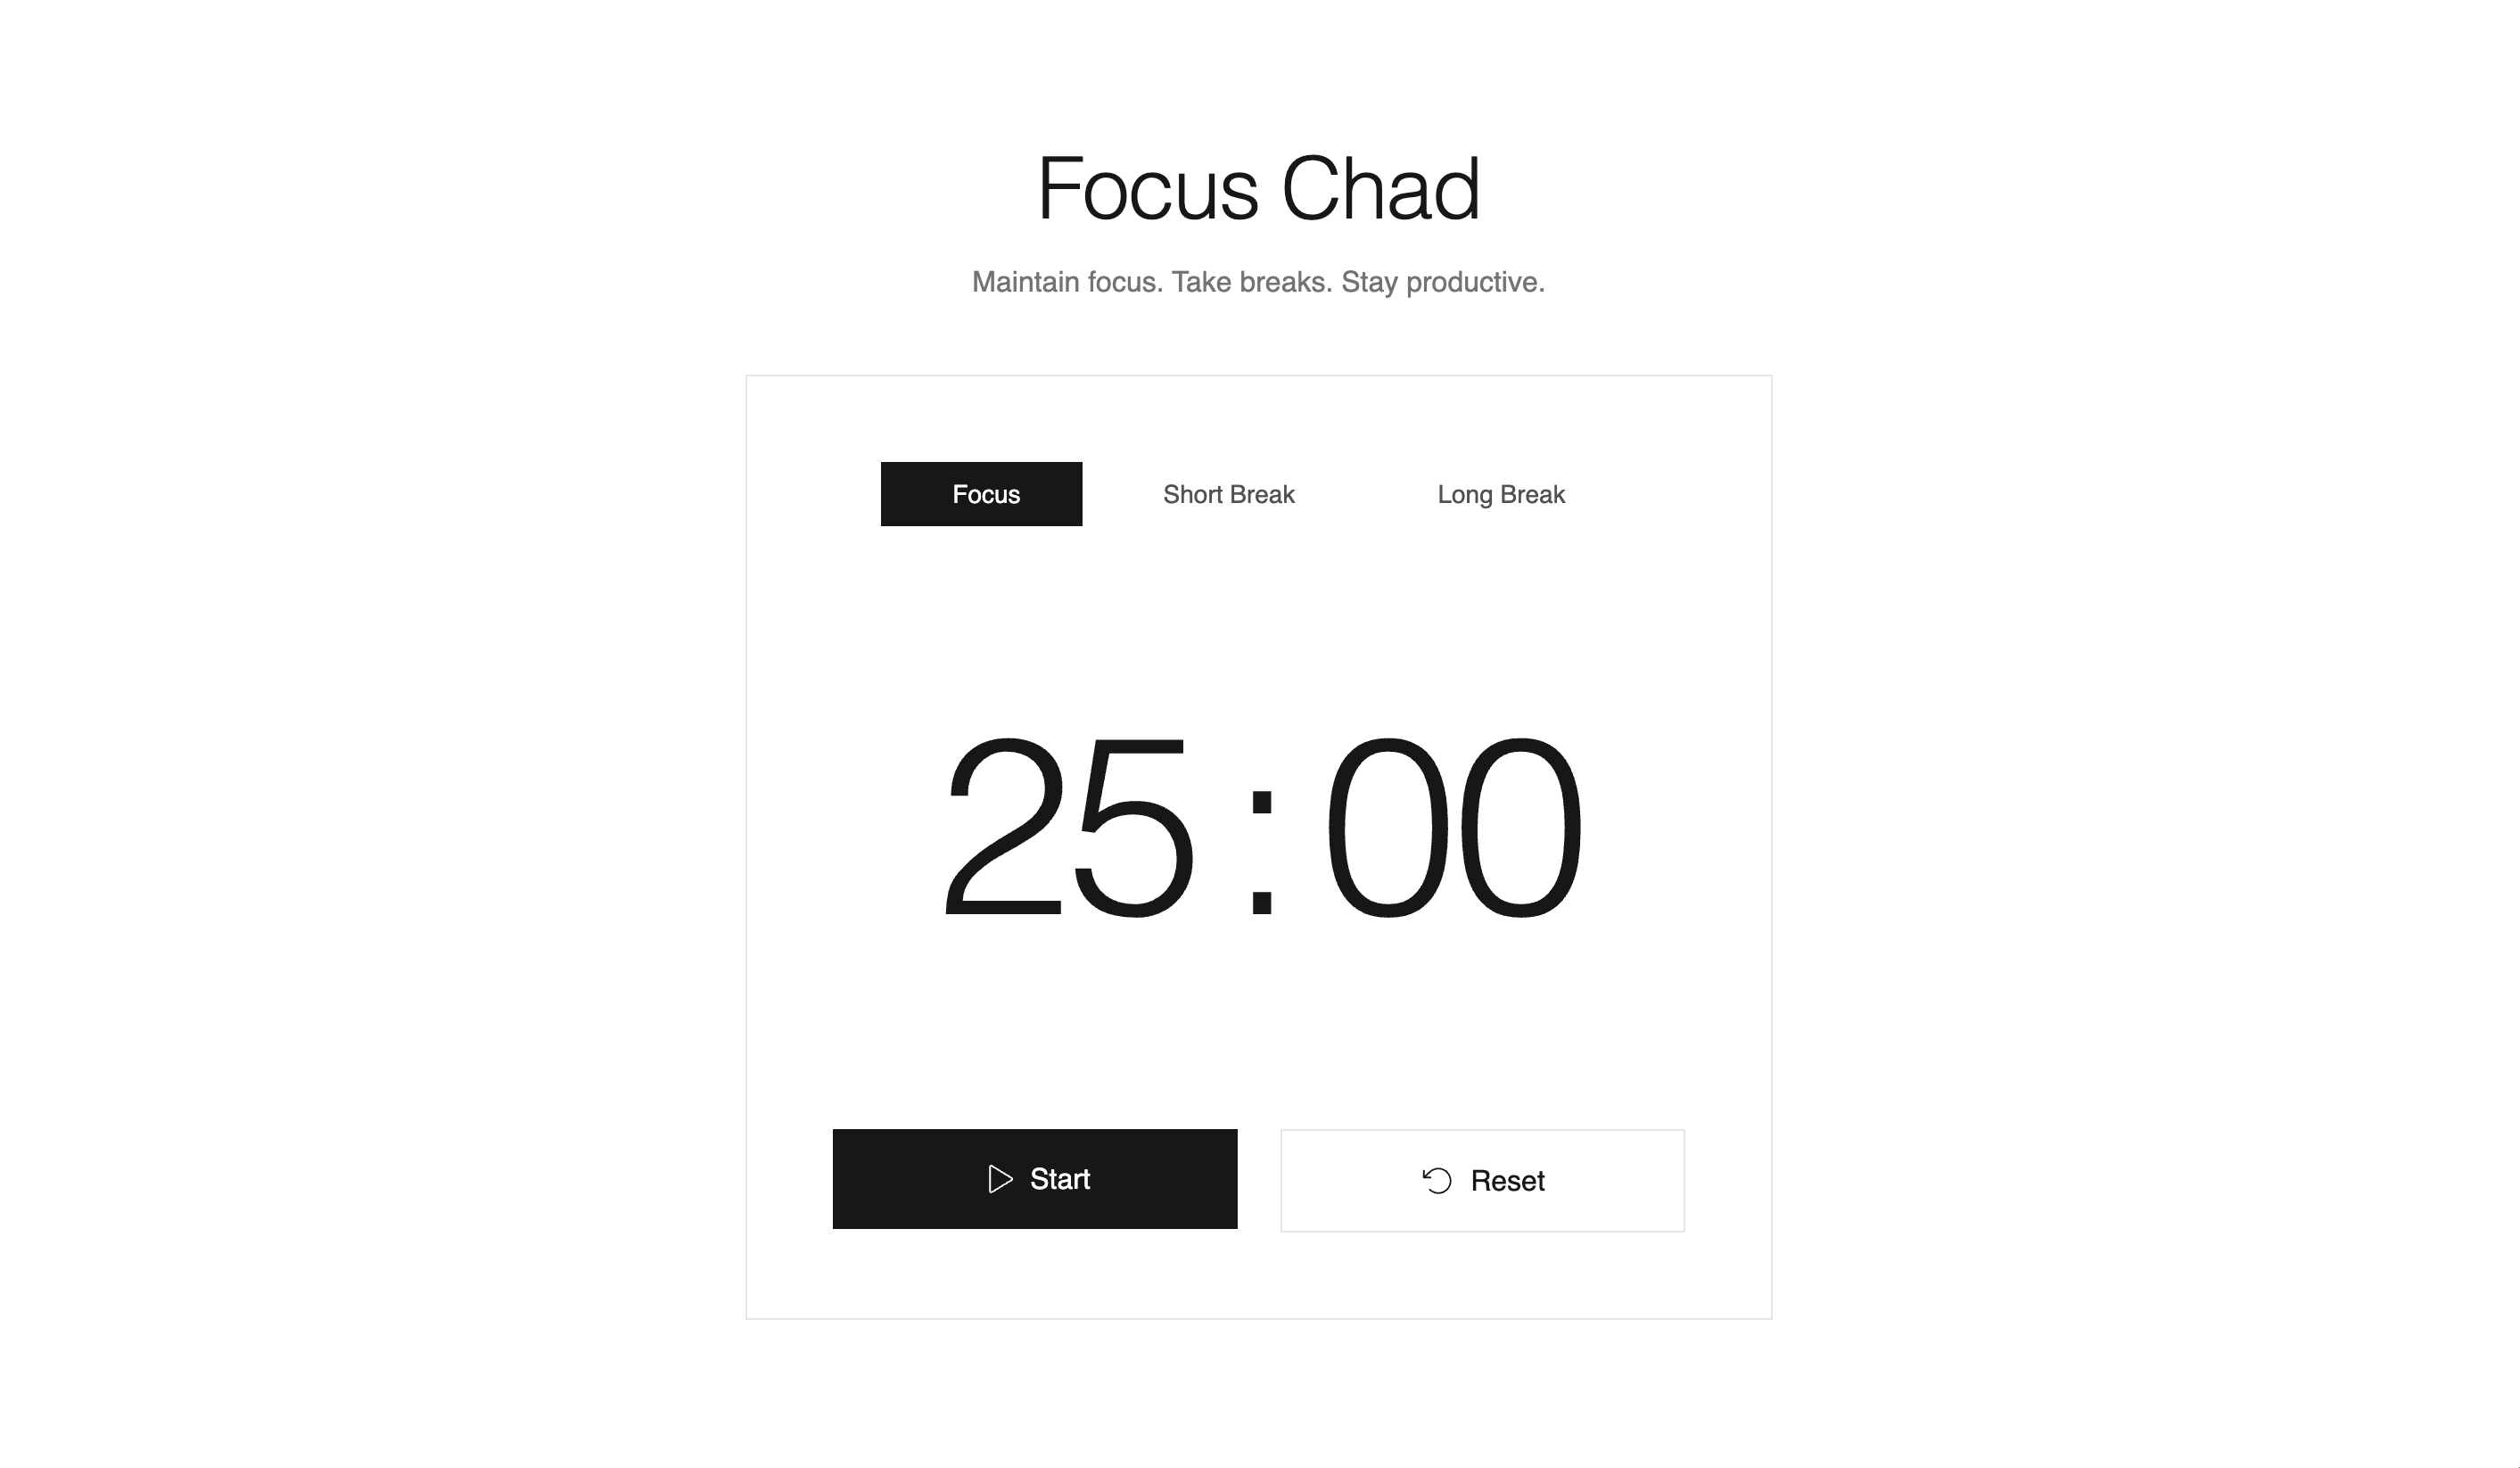 Focus Chad
Maintain focus. Take breaks. Stay productive.
Focus Short Break Long Break
25:00
Start Reset